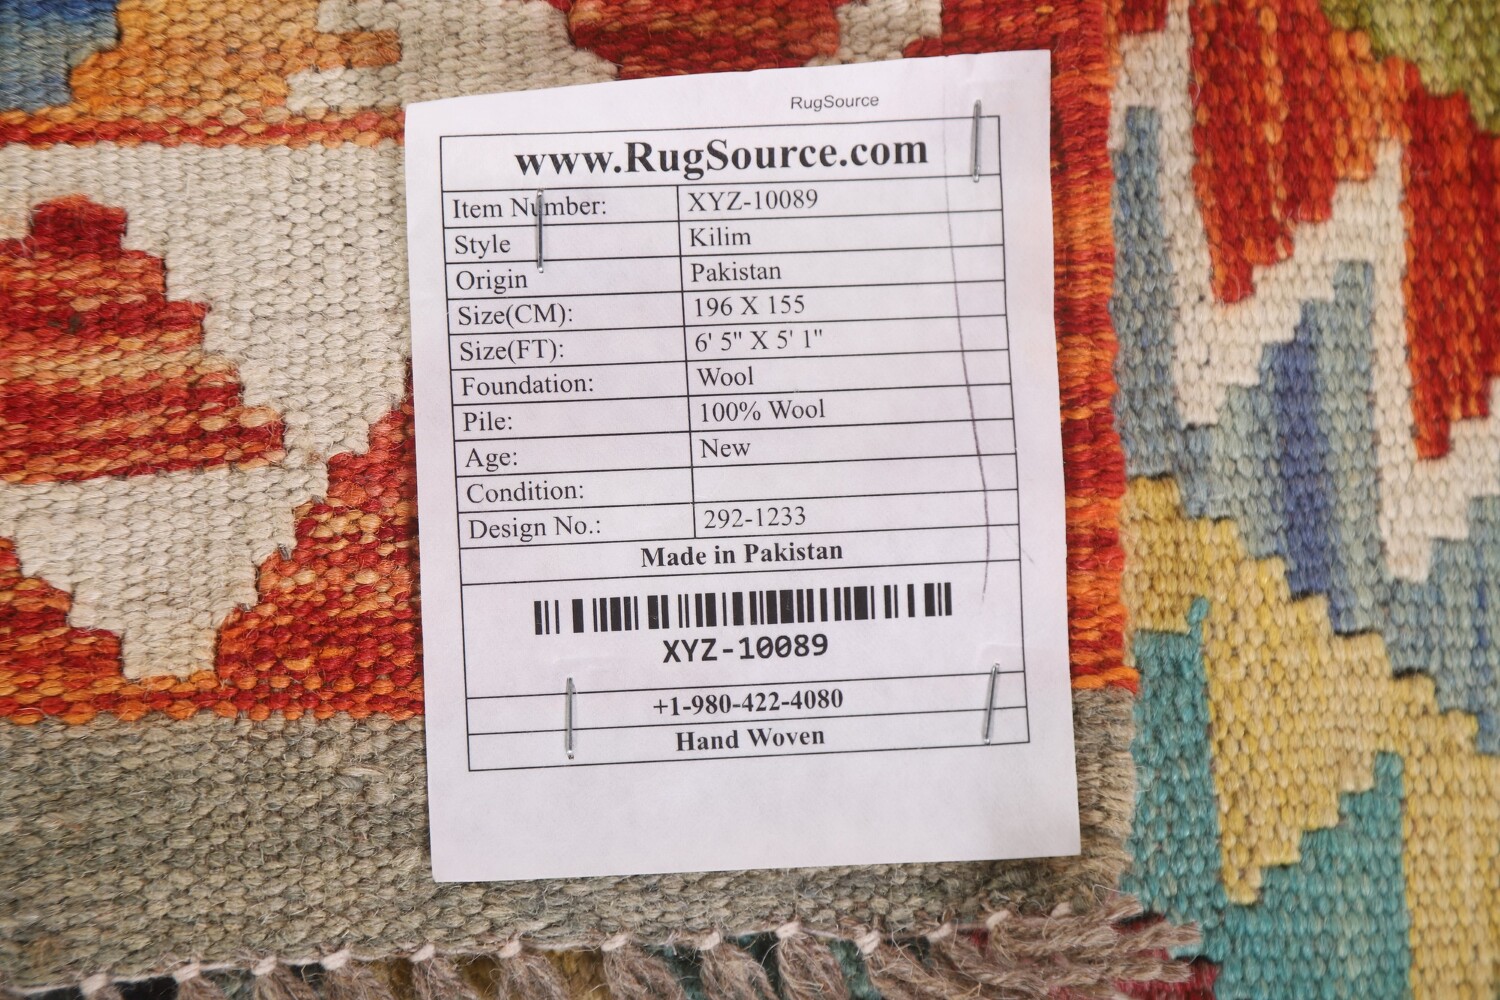 RugSource
www.RugSource.com
Item Number: XYZ-10089
Style Kilim
Origin Pakistan
Size(CM): 196 X 155
Size(FT): 6' 5" X 5' 1"
Foundation: Wool
Pile: 100% Wool
Age: New
Condition:
Design No.: 292-1233
Made in Pakistan
XYZ-10089
+1-980-422-4080
Hand Woven